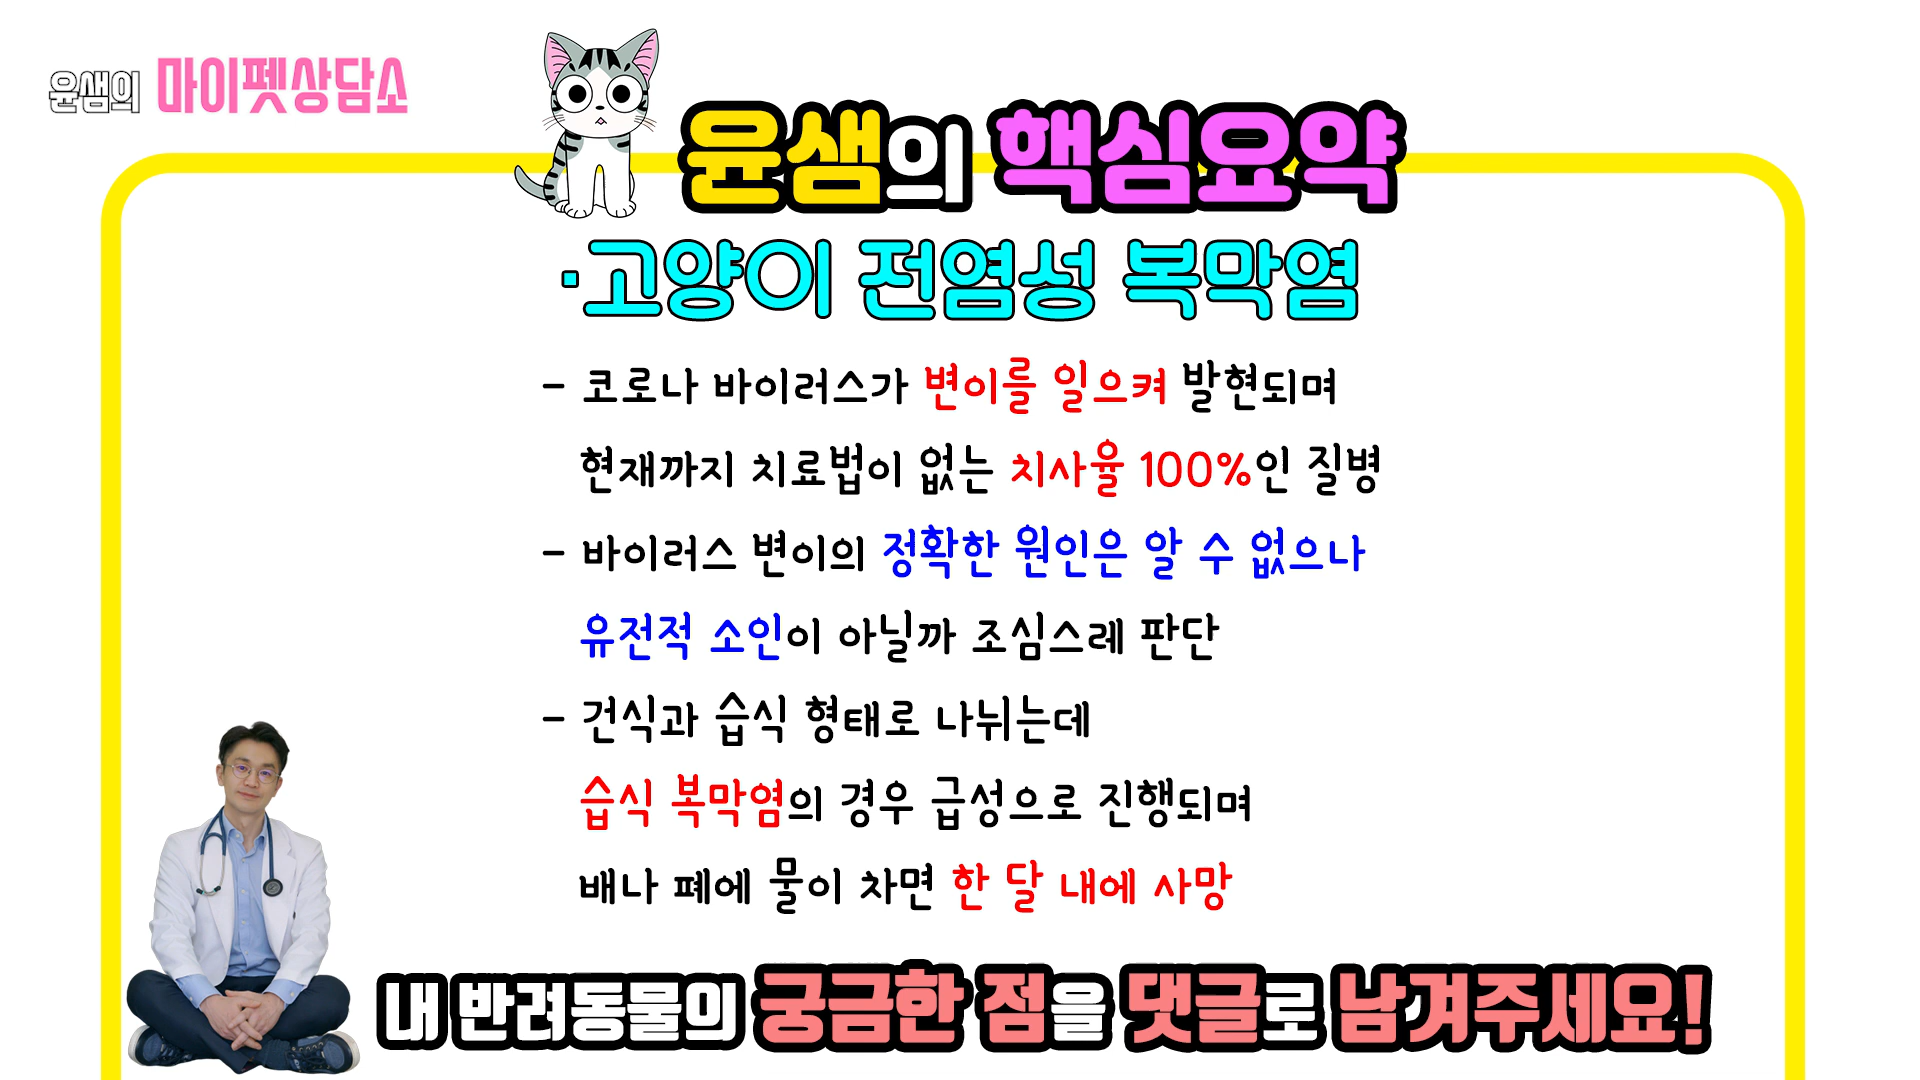 윤샘의 마이펫상담소
윤샘의 핵심요약
·고양이 전염성 복막염
- 코로나 바이러스가 변이를 일으켜 발현되며
현재까지 치료법이 없는 치사율 100%인 질병
- 바이러스 변이의 정확한 원인은 알 수 없으나
유전적 소인이 아닐까 조심스레 판단
- 건식과 습식 형태로 나뉘는데
습식 복막염의 경우 급성으로 진행되며
배나 폐에 물이 차면 한 달 내에 사망
내 반려동물의 궁금한 점을 댓글로 남겨주세요!